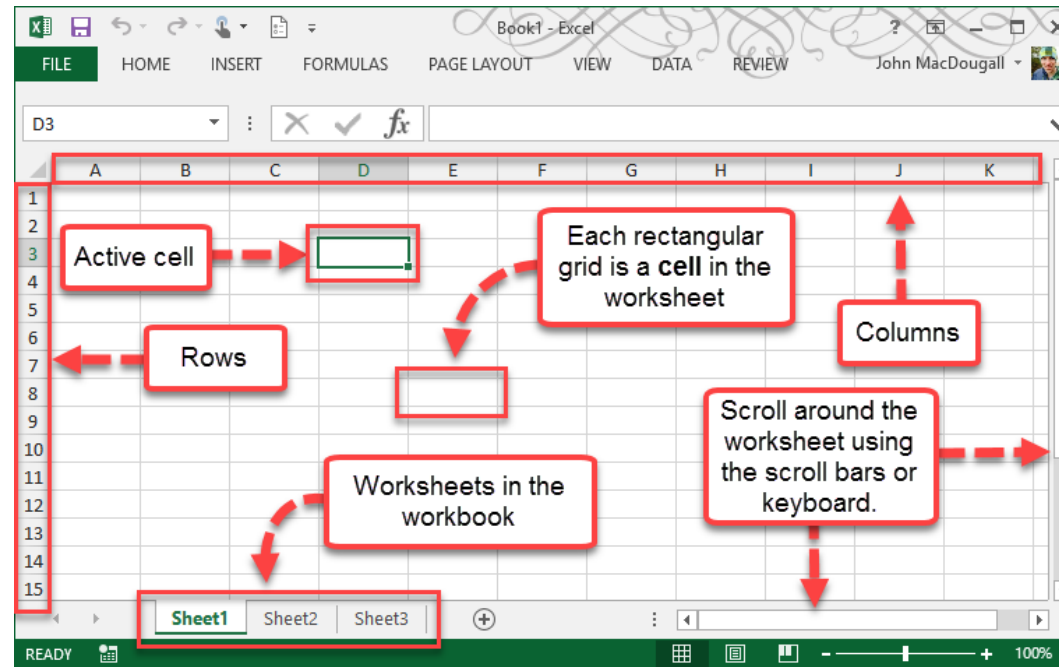 Book1 - Excel
FILE HOME INSERT FORMULAS PAGE LAYOUT VIEW DATA REVIEW John MacDougall
D3 fx
A B C D E F G H I J K
1
2
3
4
5
6
7
8
9
10
11
12
13
14
15
Active cell
Each rectangular
grid is a cell in the
worksheet
Rows
Columns
Scroll around the
worksheet using
the scroll bars or
keyboard.
Worksheets in the
workbook
Sheet1 Sheet2 Sheet3
READY 100%